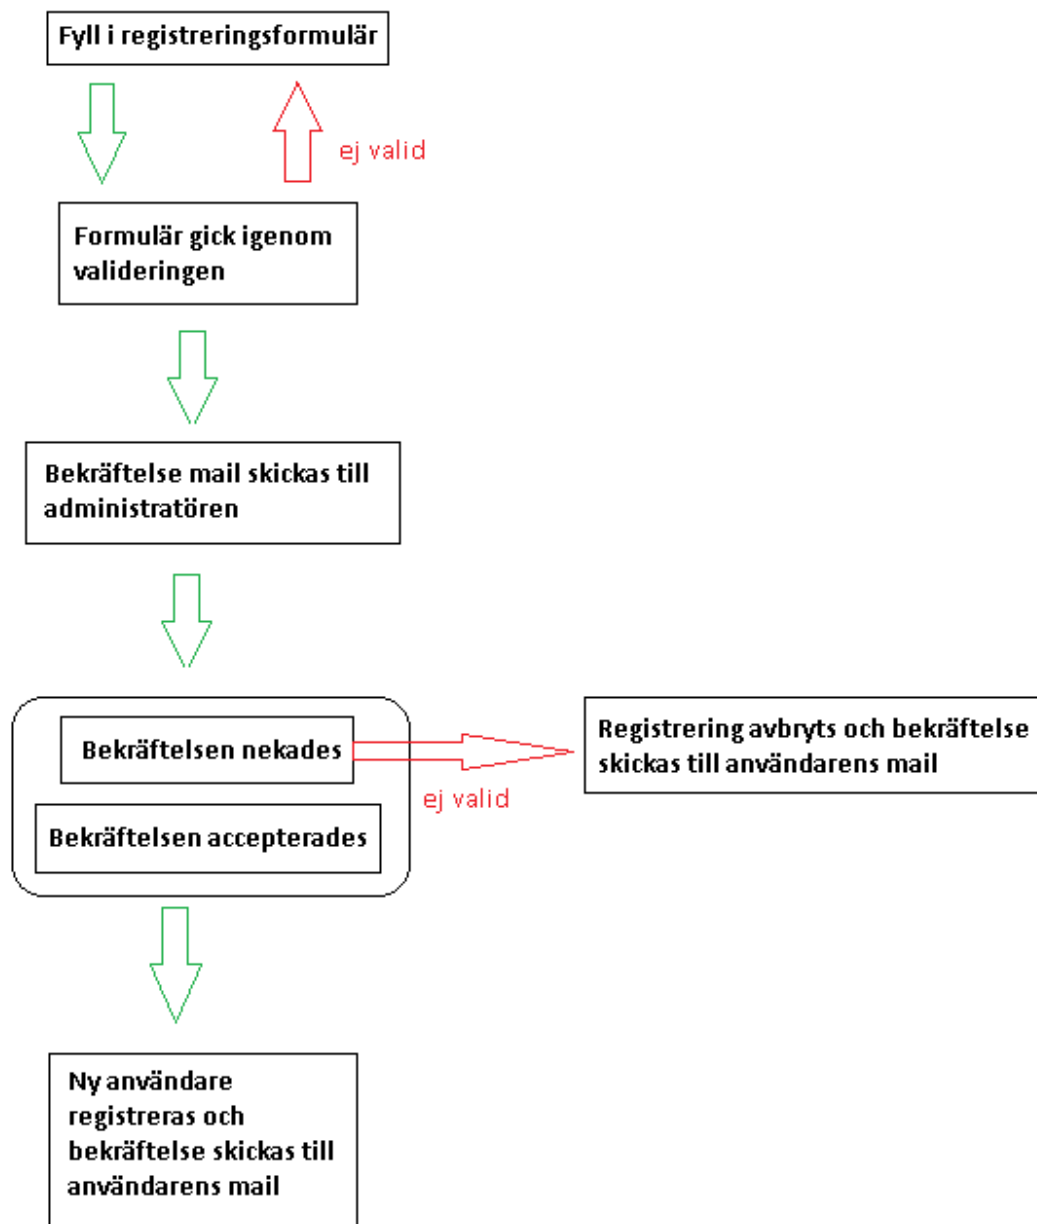 Fyll i registreringsformulär
ej valid
Formulär gick igenom
valideringen
Bekräftelse mail skickas till
administratören
Bekräftelsen nekades
ej valid
Registrering avbryts och bekräftelse
skickas till användarens mail
Bekräftelsen accepterades
Ny användare
registreras och
bekräftelse skickas till
användarens mail